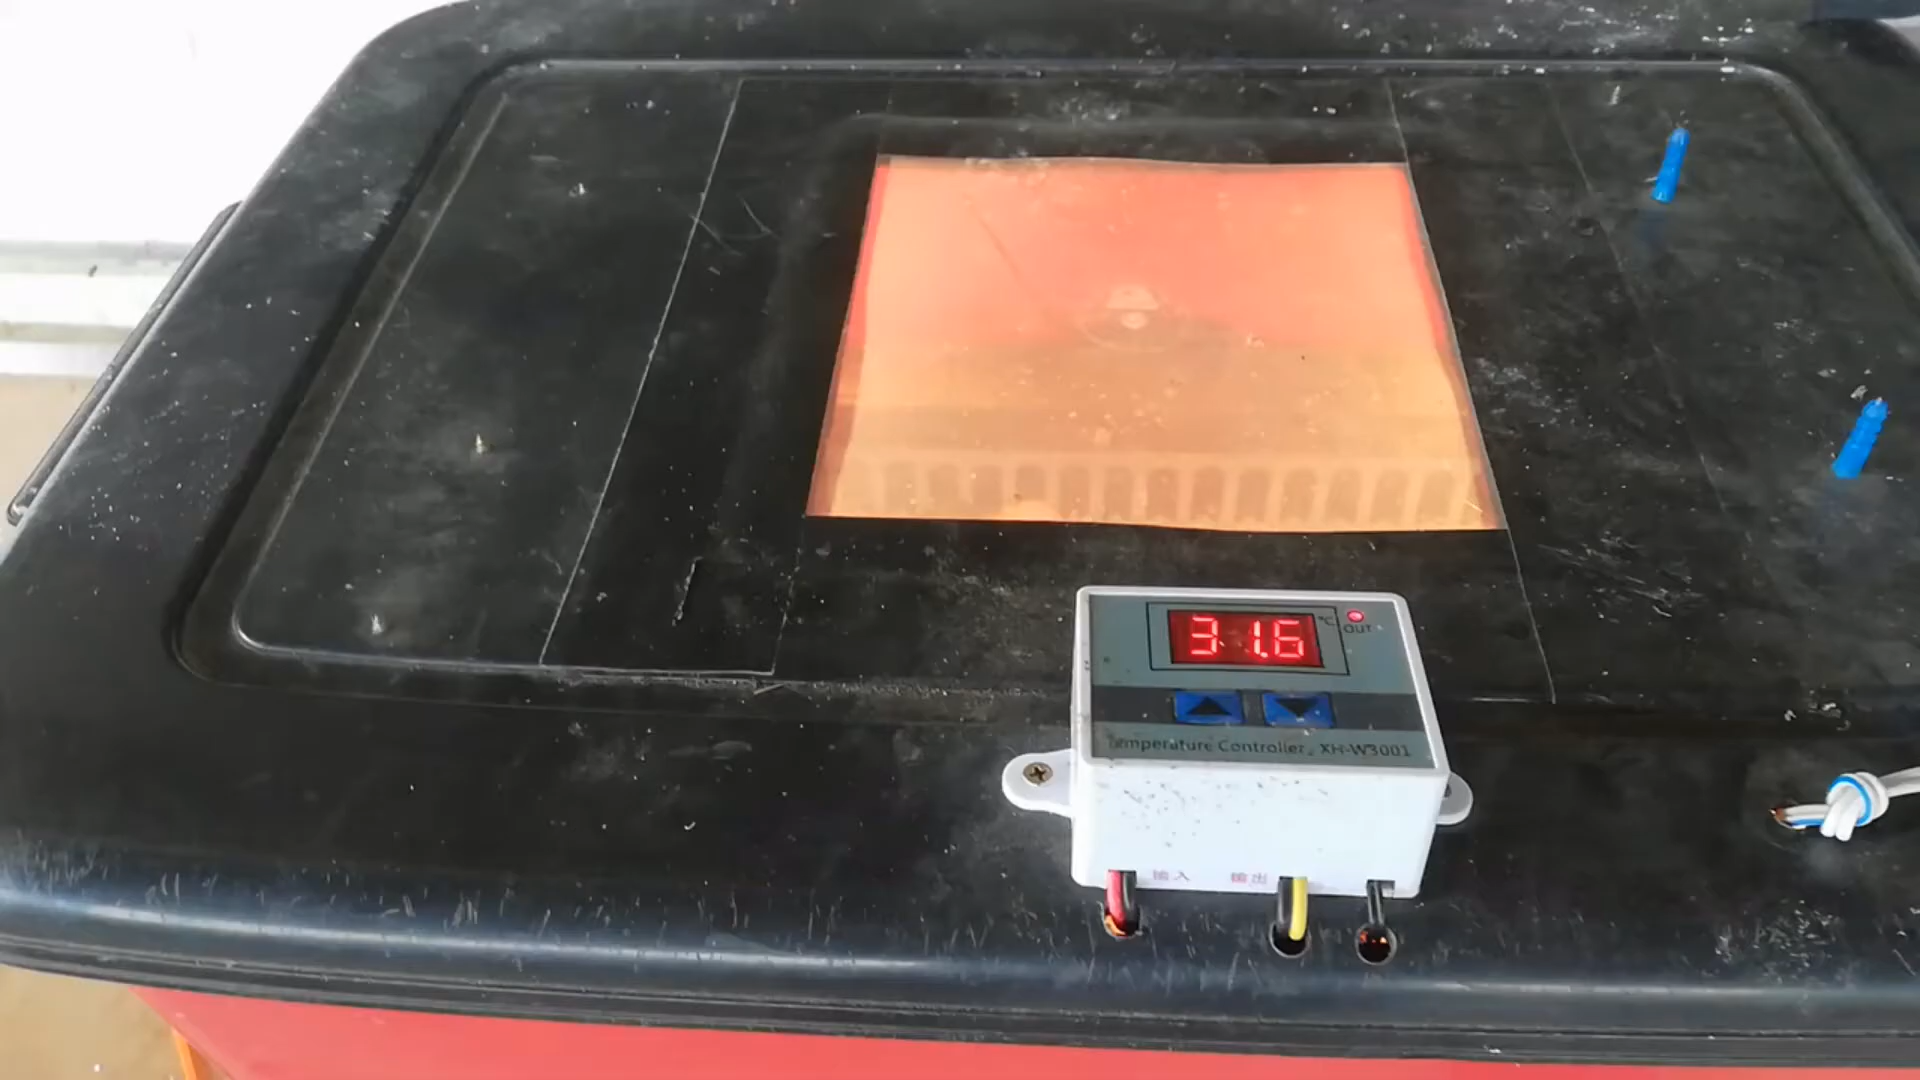 31.6 °C
OUT
Temperature Controller, XH-W3001
输入 输出